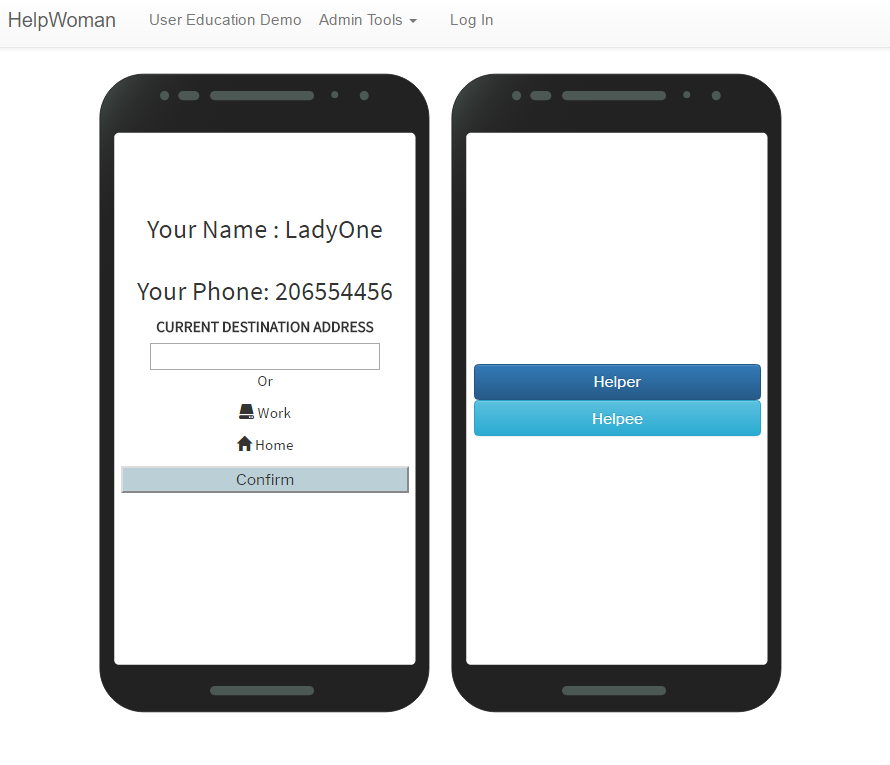 HelpWoman User Education Demo Admin Tools Log In
Your Name : LadyOne
Your Phone: 206554456
CURRENT DESTINATION ADDRESS
Or
Work
Home
Confirm
Helper
Helpee